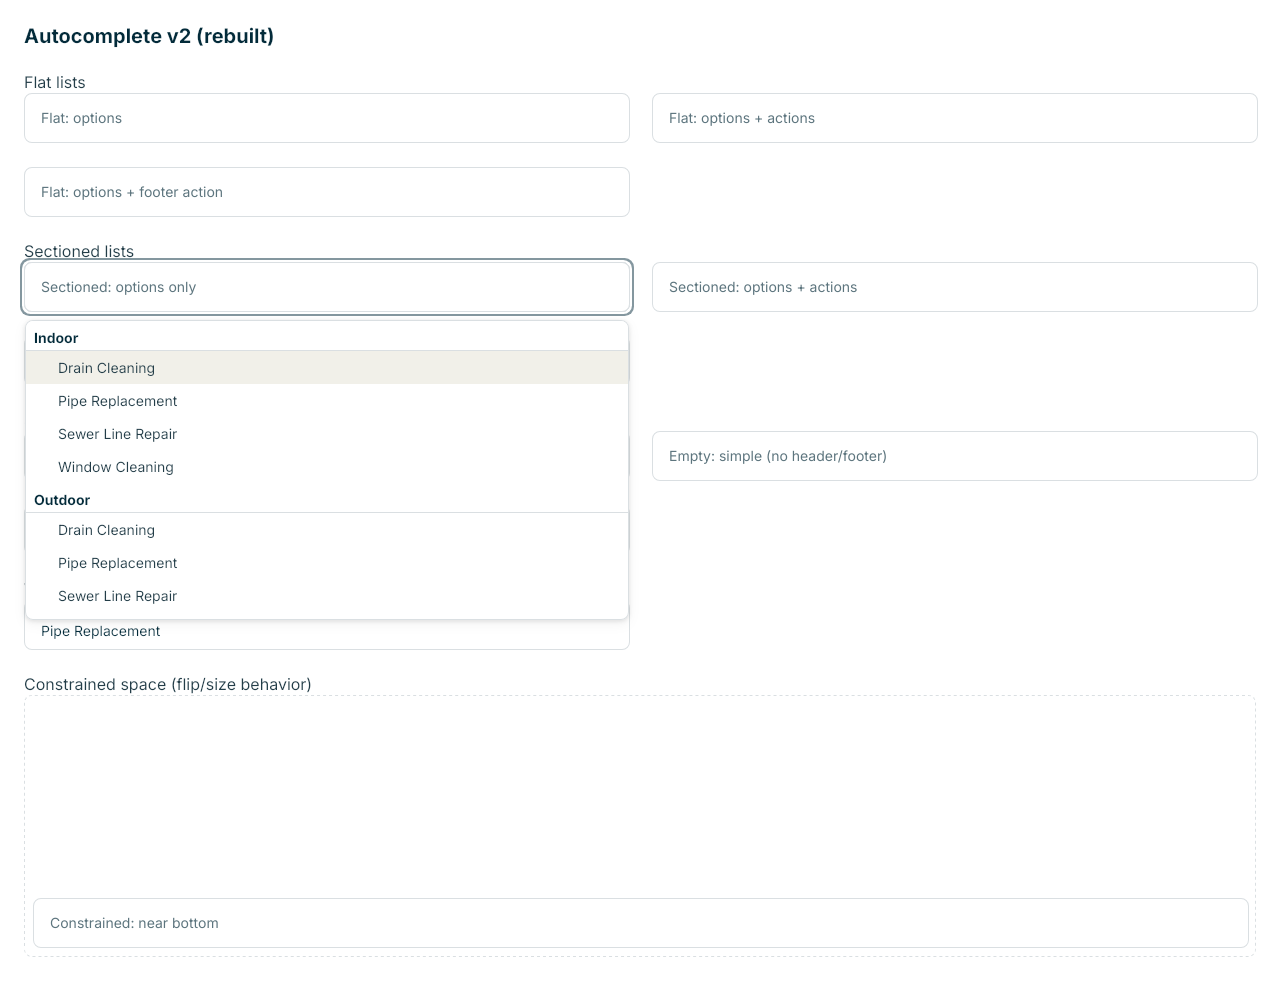 Autocomplete v2 (rebuilt)
Flat lists
Flat: options
Flat: options + actions
Flat: options + footer action
Sectioned lists
Sectioned: options only
Sectioned: options + actions
Indoor
Drain Cleaning
Pipe Replacement
Sewer Line Repair
Window Cleaning
Empty: simple (no header/footer)
Outdoor
Drain Cleaning
Pipe Replacement
Sewer Line Repair
Pipe Replacement
Constrained space (flip/size behavior)
Constrained: near bottom